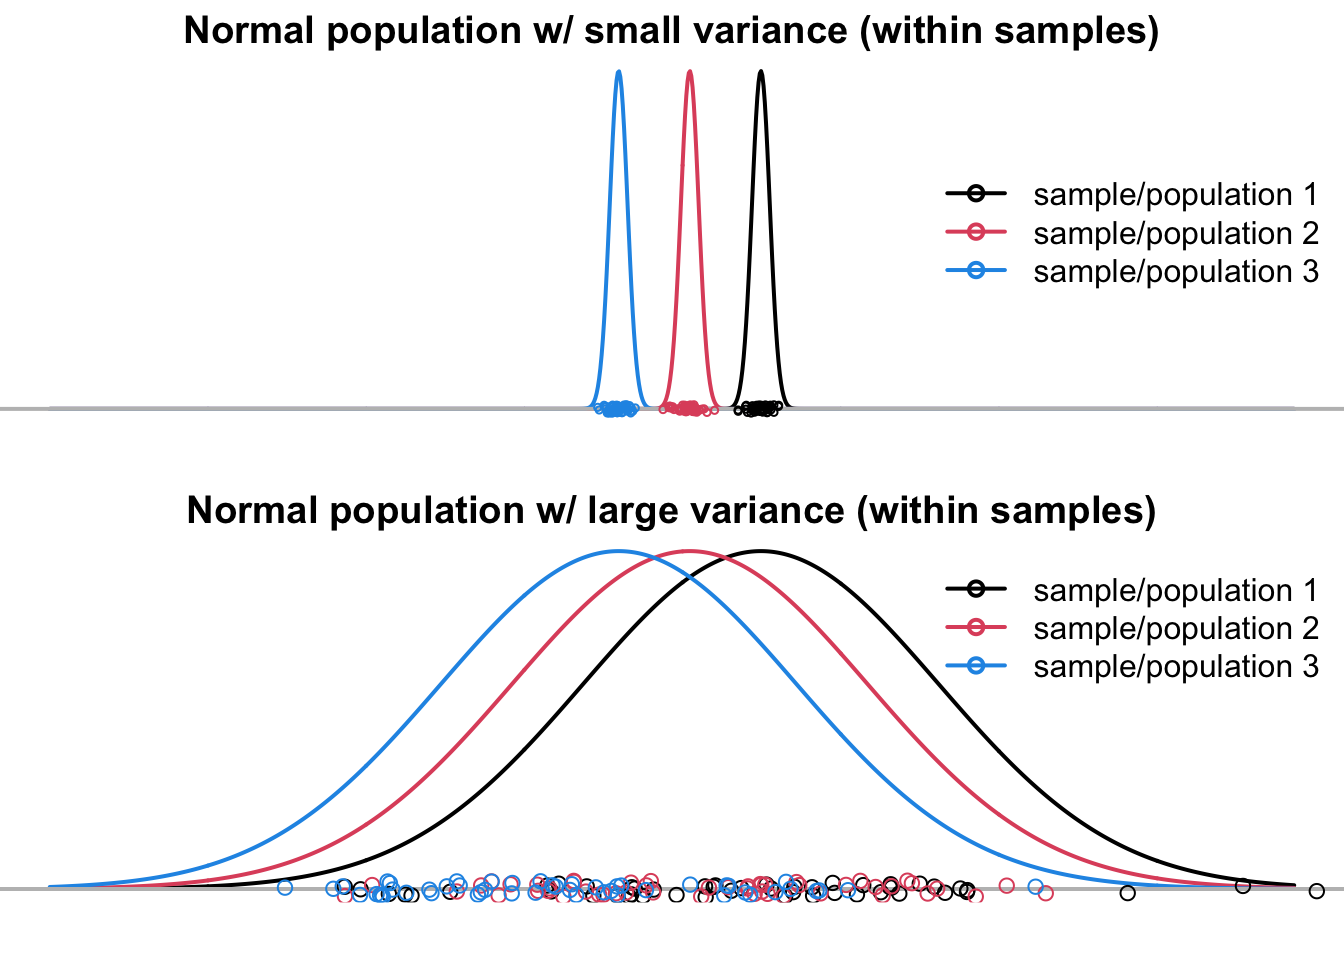 Normal population w/ small variance (within samples)
sample/population 1
sample/population 2
sample/population 3
Normal population w/ large variance (within samples)
sample/population 1
sample/population 2
sample/population 3